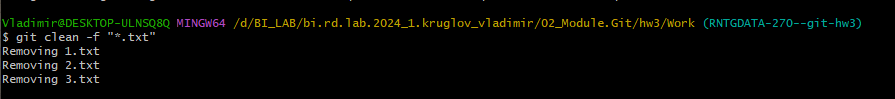 Vladimir@DESKTOP-ULNSQ8Q MINGW64 /d/BI_LAB/bi.rd.lab.2024_1.kruglov_vladimir/02_Module.Git/hw3/Work (RNTGDATA-270--git-hw3)
$ git clean -f "*.txt"
Removing 1.txt
Removing 2.txt
Removing 3.txt